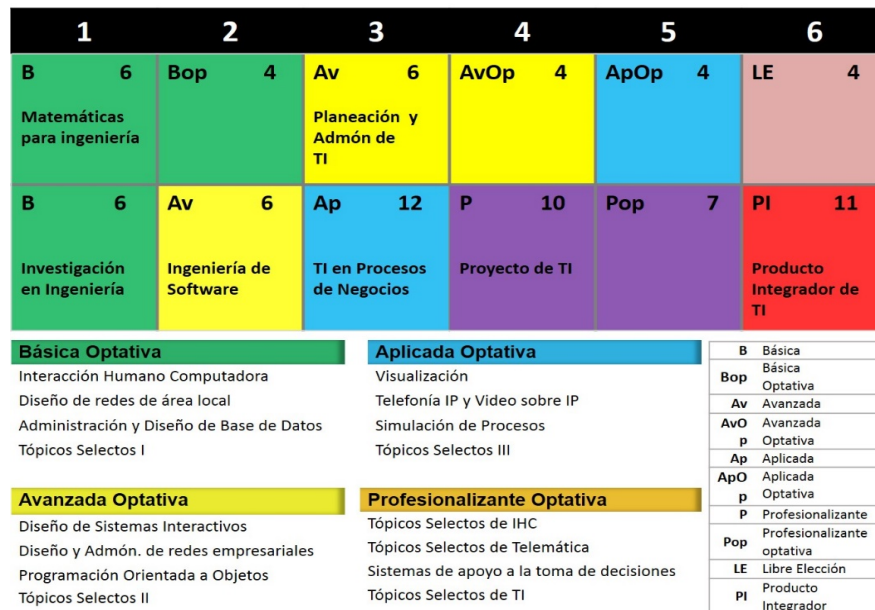 1 2 3 4 5 6
B 6 Bop 4 Av 6 AvOp 4 ApOp 4 LE 4
Matemáticas
para ingeniería
Planeación y
Admón de
TI
B 6 Av 6 Ap 12 P 10 Pop 7 PI 11
Investigación
en Ingeniería
Ingeniería de
Software
TI en Procesos
de Negocios
Proyecto de TI
Producto
Integrador de
TI
Básica Optativa
Interacción Humano Computadora
Diseño de redes de área local
Administración y Diseño de Base de Datos
Tópicos Selectos I
Aplicada Optativa
Visualización
Telefonía IP y Video sobre IP
Simulación de Procesos
Tópicos Selectos III
Avanzada Optativa
Diseño de Sistemas Interactivos
Diseño y Admón. de redes empresariales
Programación Orientada a Objetos
Tópicos Selectos II
Profesionalizante Optativa
Tópicos Selectos de IHC
Tópicos Selectos de Telemática
Sistemas de apoyo a la toma de decisiones
Tópicos Selectos de TI
B Básica
Bop Básica
Optativa
Av Avanzada
AvO Avanzada
p Optativa
Ap Aplicada
ApO Aplicada
p Optativa
P Profesionalizante
Pop Profesionalizante
optativa
LE Libre Elección
PI Producto
Integrador